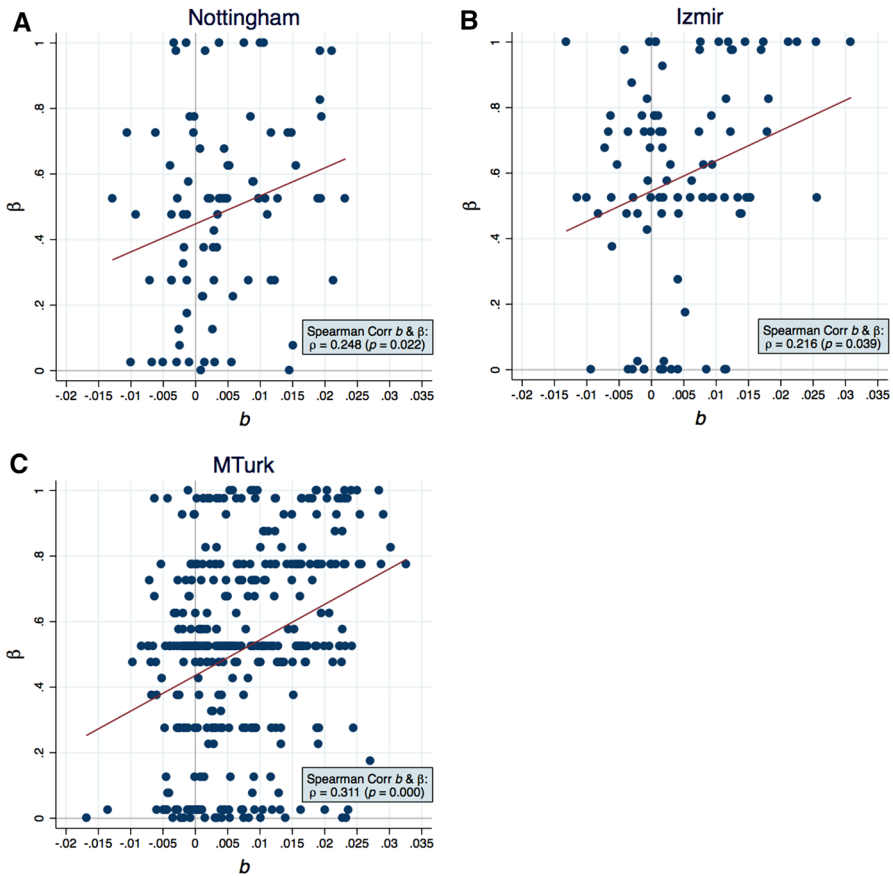 A
Nottingham
1
.8
.6
.4
.2
0
β
-.02 -.015 -.01 -.005 0 .005 .01 .015 .02 .025 .03 .035
b
Spearman Corr b & β:
ρ = 0.248 (p = 0.022)
B
Izmir
1
.8
.6
.4
.2
0
β
-.02 -.015 -.01 -.005 0 .005 .01 .015 .02 .025 .03 .035
b
Spearman Corr b & β:
ρ = 0.216 (p = 0.039)
C
MTurk
1
.8
.6
.4
.2
0
β
-.02 -.015 -.01 -.005 0 .005 .01 .015 .02 .025 .03 .035
b
Spearman Corr b & β:
ρ = 0.311 (p = 0.000)